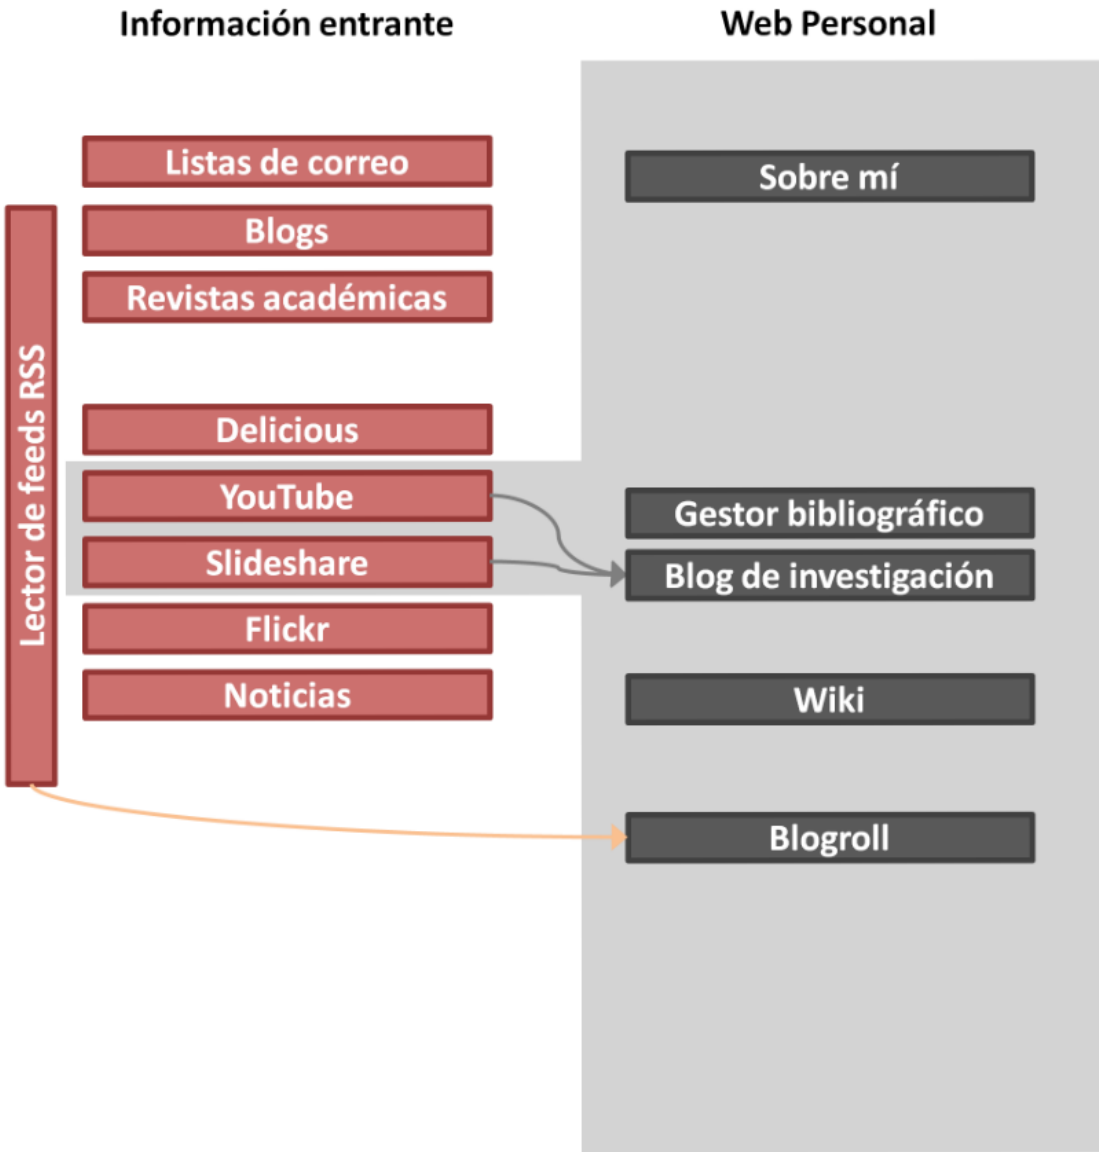 Información entrante
Web Personal
Listas de correo
Blogs
Revistas académicas
Lector de feeds RSS
Delicious
YouTube
Slideshare
Flickr
Noticias
Sobre mí
Gestor bibliográfico
Blog de investigación
Wiki
Blogroll